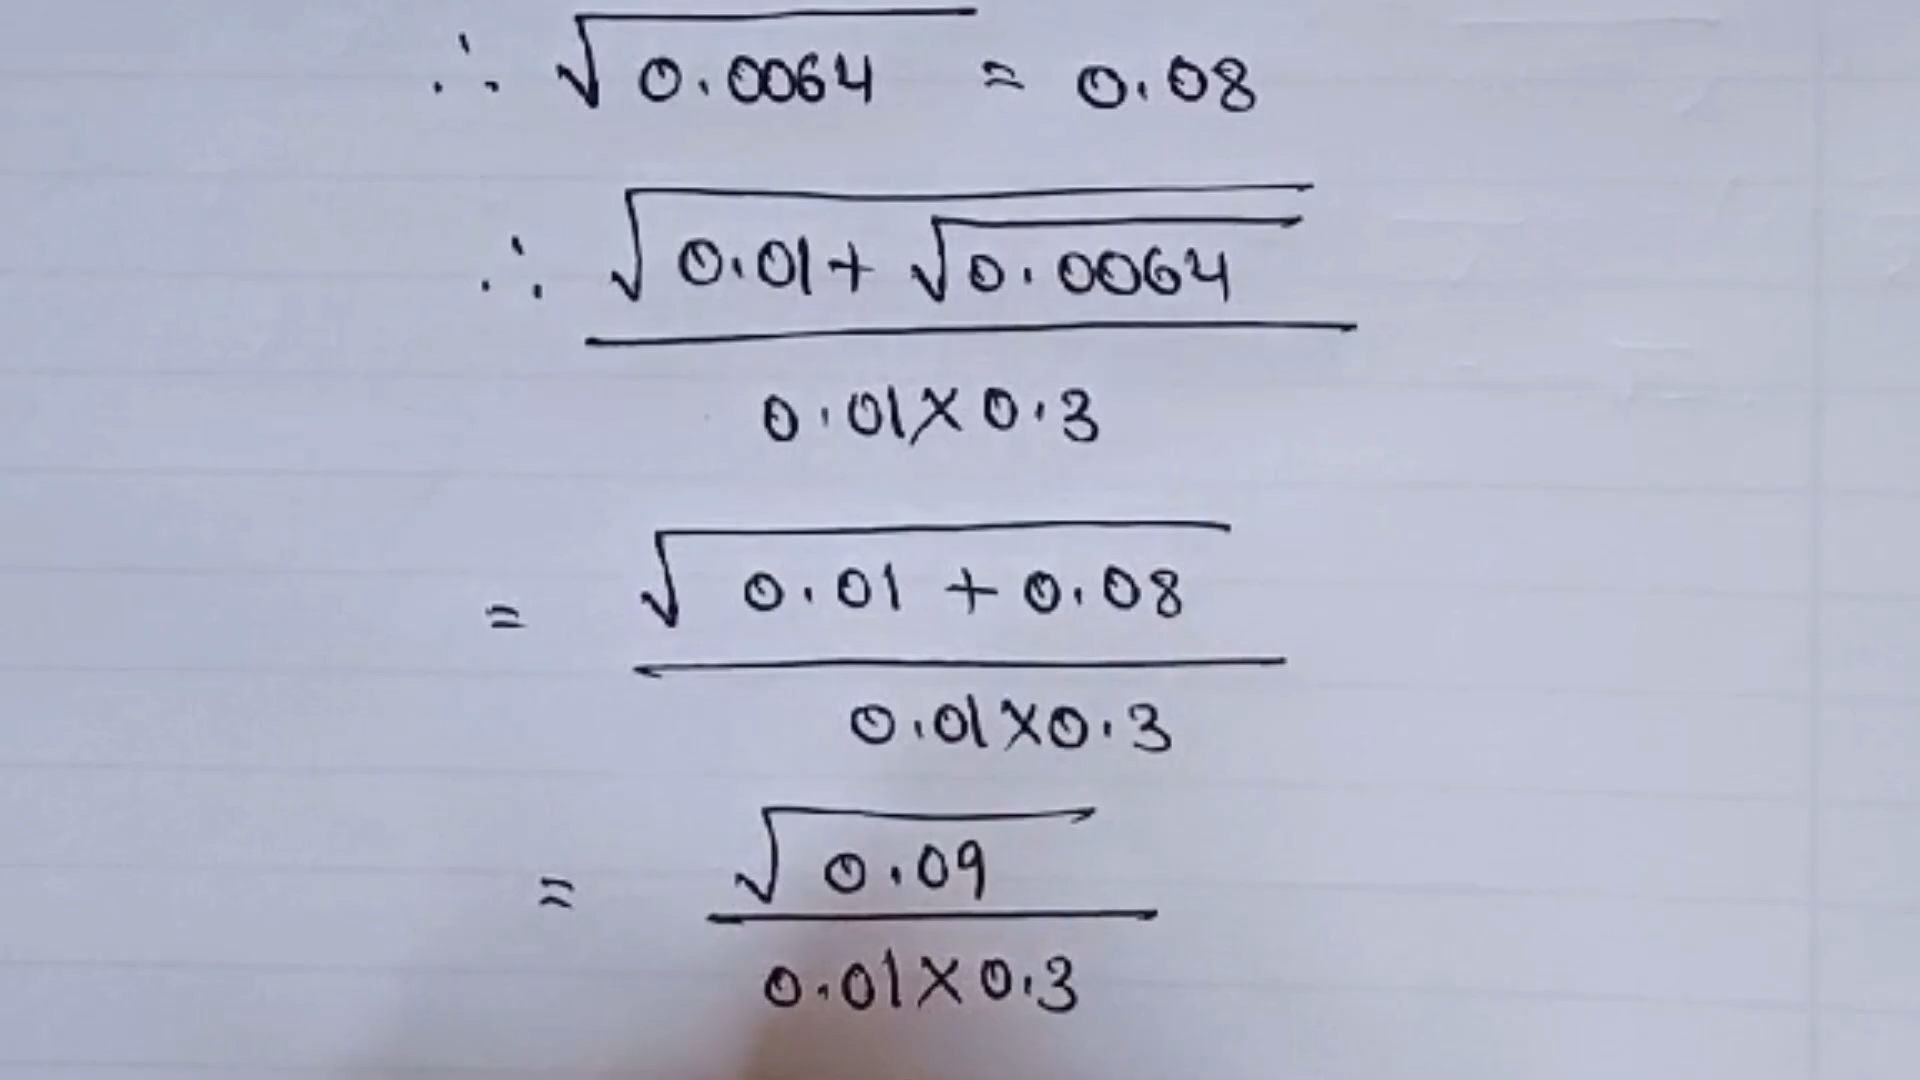 ∴ √0.0064 = 0.08
∴ √0.01+ √0.0064
0.01×0.3
= √0.01 + 0.08
0.01×0.3
= √0.09
0.01×0.3